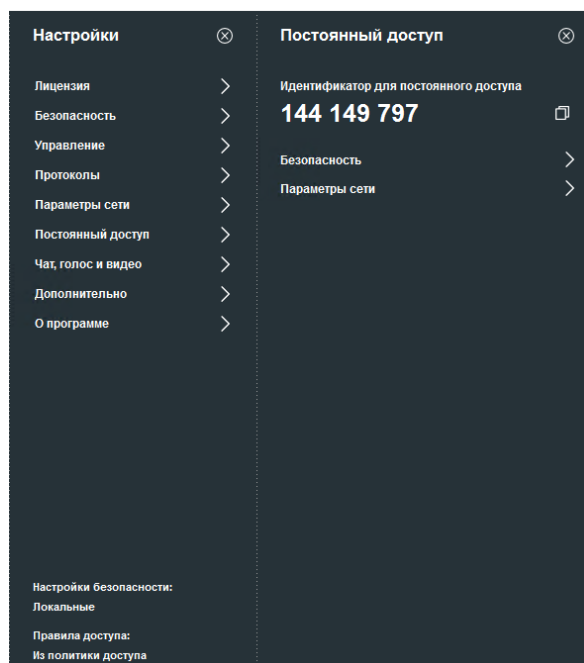 Настройки
Лицензия
Безопасность
Управление
Протоколы
Параметры сети
Постоянный доступ
Чат, голос и видео
Дополнительно
О программе
Настройки безопасности:
Локальные
Правила доступа:
Из политики доступа
Постоянный доступ
Идентификатор для постоянного доступа
144 149 797
Безопасность
Параметры сети